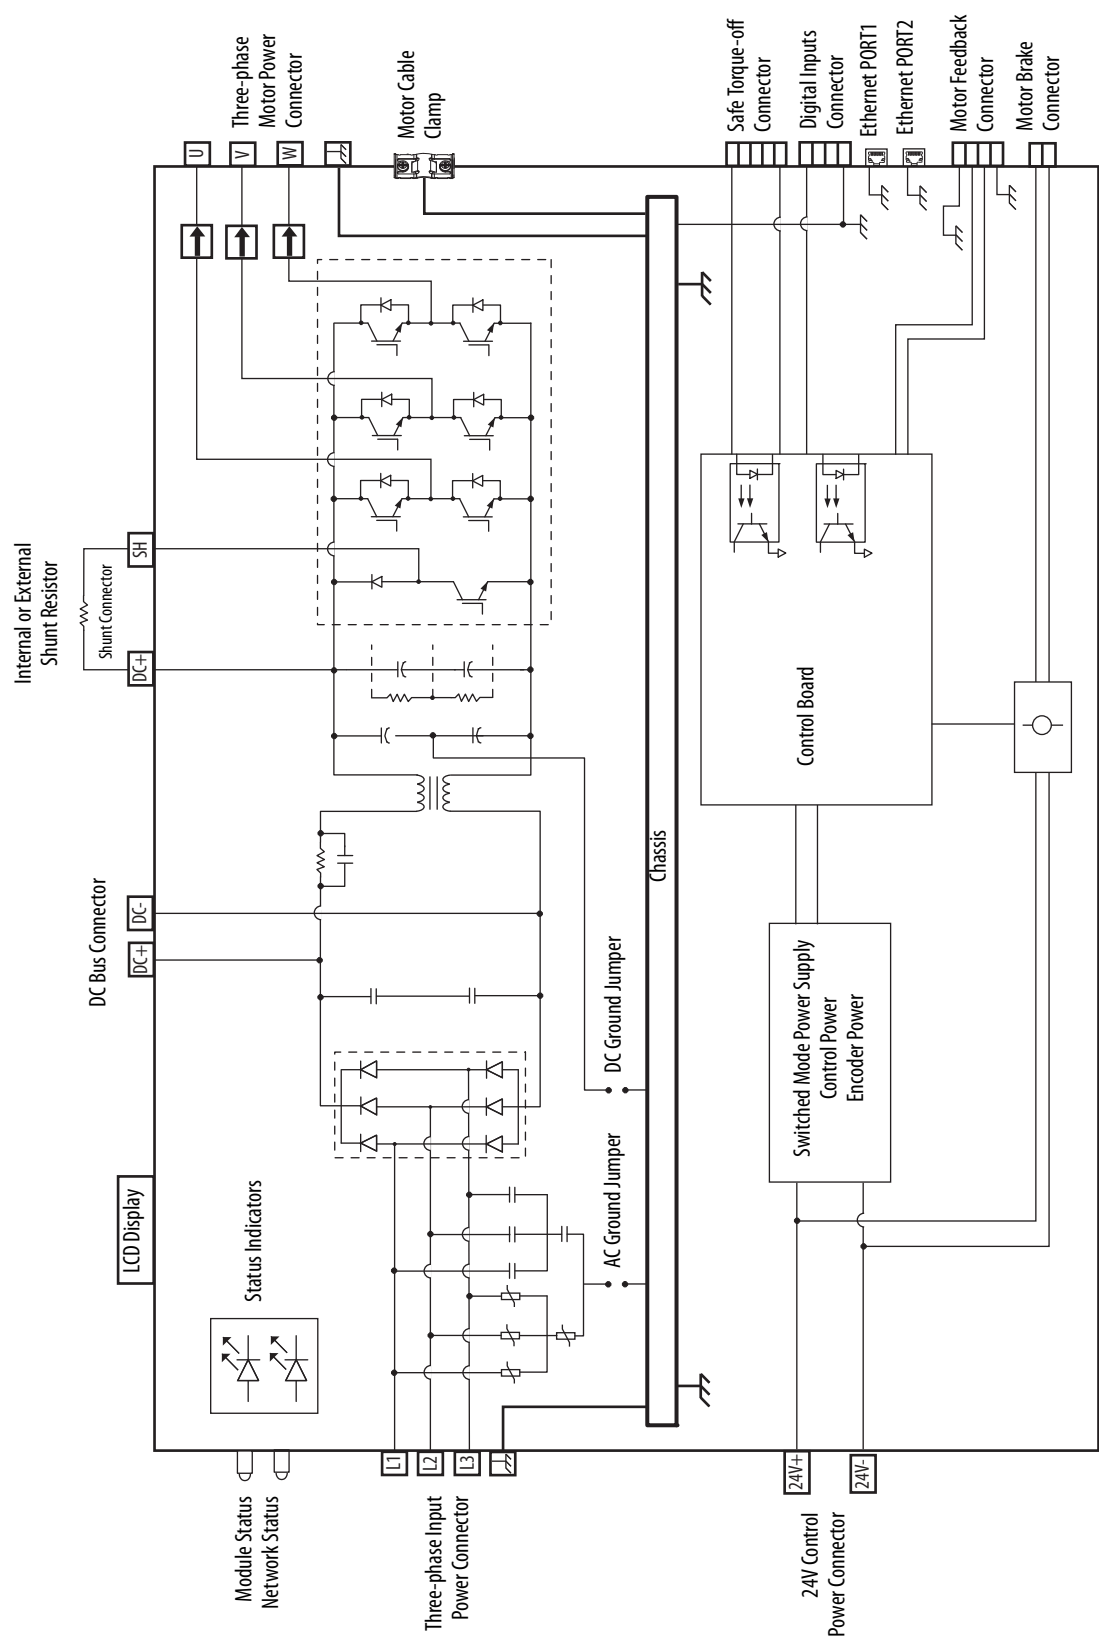 Internal or External
Shunt Resistor
Shunt Connector
DC Bus Connector
DC+
DC-
DC+
SH
LCD Display
Status Indicators
Module Status
Network Status
Three-phase Input
Power Connector
L1
L2
L3
Three-phase
Motor Power
Connector
U
V
W
Motor Cable
Clamp
AC Ground Jumper
DC Ground Jumper
Chassis
Safe Torque-off
Connector
Digital Inputs
Connector
Ethernet PORT1
Ethernet PORT2
Motor Feedback
Connector
Motor Brake
Connector
Control Board
Switched Mode Power Supply
Control Power
Encoder Power
24V+
24V-
24V Control
Power Connector